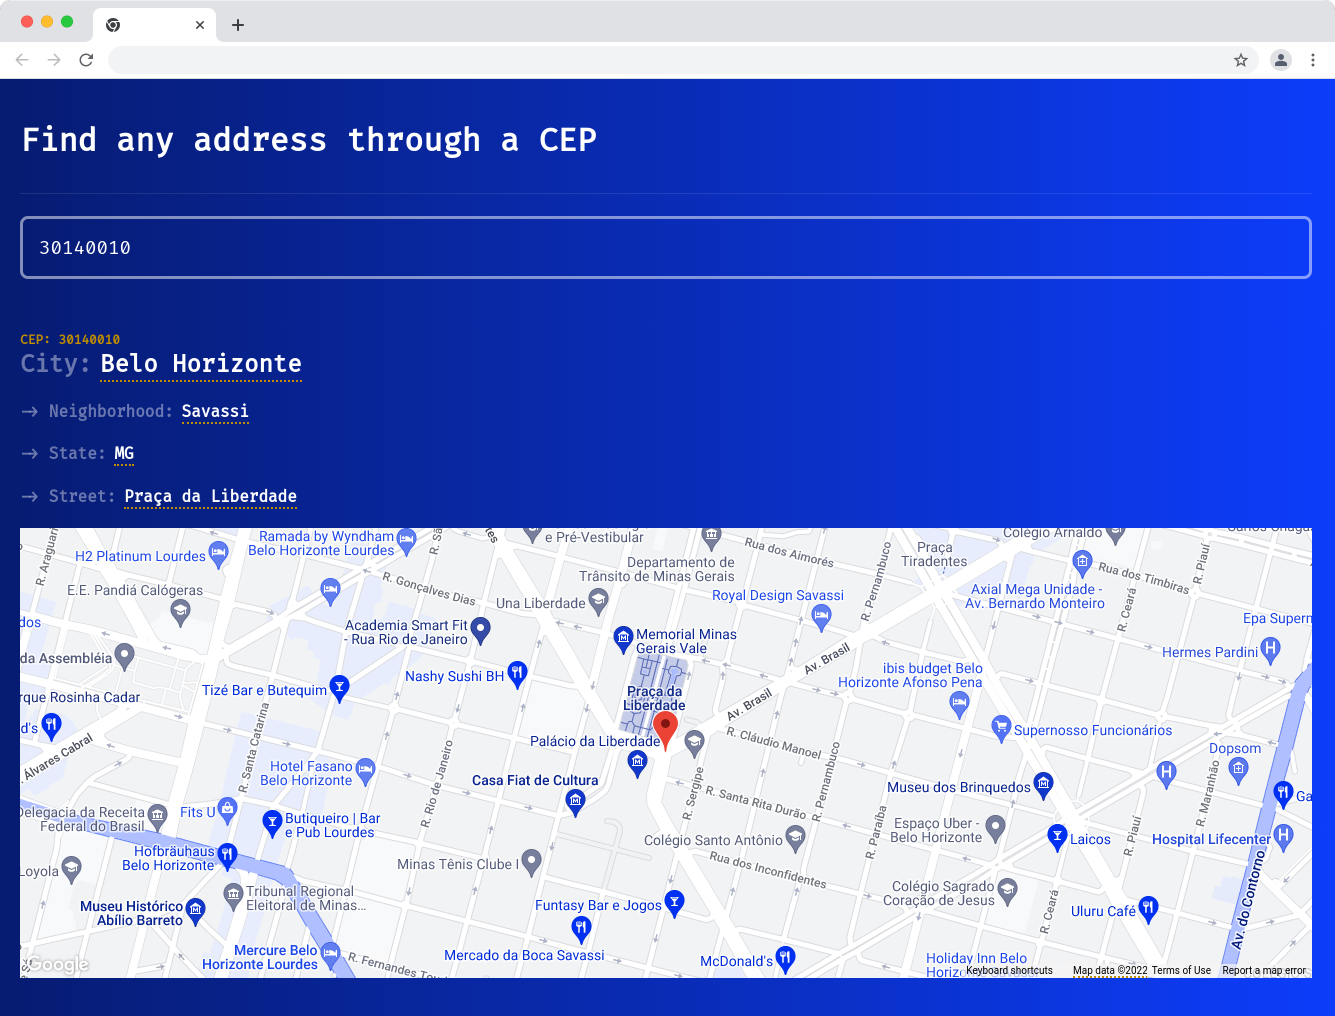 Find any address through a CEP
30140010
CEP: 30140010
City: Belo Horizonte
→ Neighborhood: Savassi
→ State: MG
→ Street: Praça da Liberdade
H2 Platinum Lourdes
Ramada by Wyndham
Belo Horizonte Lourdes
e Pré-Vestibular
Departamento de
Trânsito de Minas Gerais
Rua dos Aimorés
R. Pernambuco
Praça
Tiradentes
Colégio Arnaldo
Axial Mega Unidade -
Av. Bernardo Monteiro
Rua dos Timbiras
R. Piauí
R. Ceará
E.E. Pandiá Calógeras
R. Gonçalves Dias
Una Liberdade
Royal Design Savassi
Academia Smart Fit
- Rua Rio de Janeiro
Memorial Minas
Gerais Vale
Epa Supern
dos
da Assembléia
Hermes Pardini
Av. Brasil
Nashy Sushi BH
ibis budget Belo
Horizonte Afonso Pena
rque Rosinha Cadar
Tizé Bar e Butequim
Praça da
Liberdade
Av. Brasil
d's
Álvares Cabral
R. Santa Catarina
R. Rio de Janeiro
Palácio da Liberdade
R. Cláudio Manoel
R. Pernambuco
Supernosso Funcionários
Dopsom
Hotel Fasano
Belo Horizonte
Casa Fiat de Cultura
R. Sergipe
R. Santa Rita Durão
Museu dos Brinquedos
R. Maranhão
Ga
Delegacia da Receita
Federal do Brasil
Fits U
Butiqueiro | Bar
e Pub Lourdes
Colégio Santo Antônio
R. Paraíba
Espaço Uber -
Belo Horizonte
Laicos
R. Piauí
Hospital Lifecenter
Hofbräuhaus
Belo Horizonte
Loyola
Minas Tênis Clube I
Rua dos Inconfidentes
Tribunal Regional
Eleitoral de Minas...
Colégio Sagrado
Coração de Jesus
R. Ceará
Museu Histórico
Abílio Barreto
Funtasy Bar e Jogos
Uluru Café
Av. do Contorno
Mercure Belo
Horizonte Lourdes
R. Fernandes Tou
Mercado da Boca Savassi
McDonald's
Holiday Inn Belo
Google
Keyboard shortcuts
Map data ©2022
Terms of Use
Report a map error